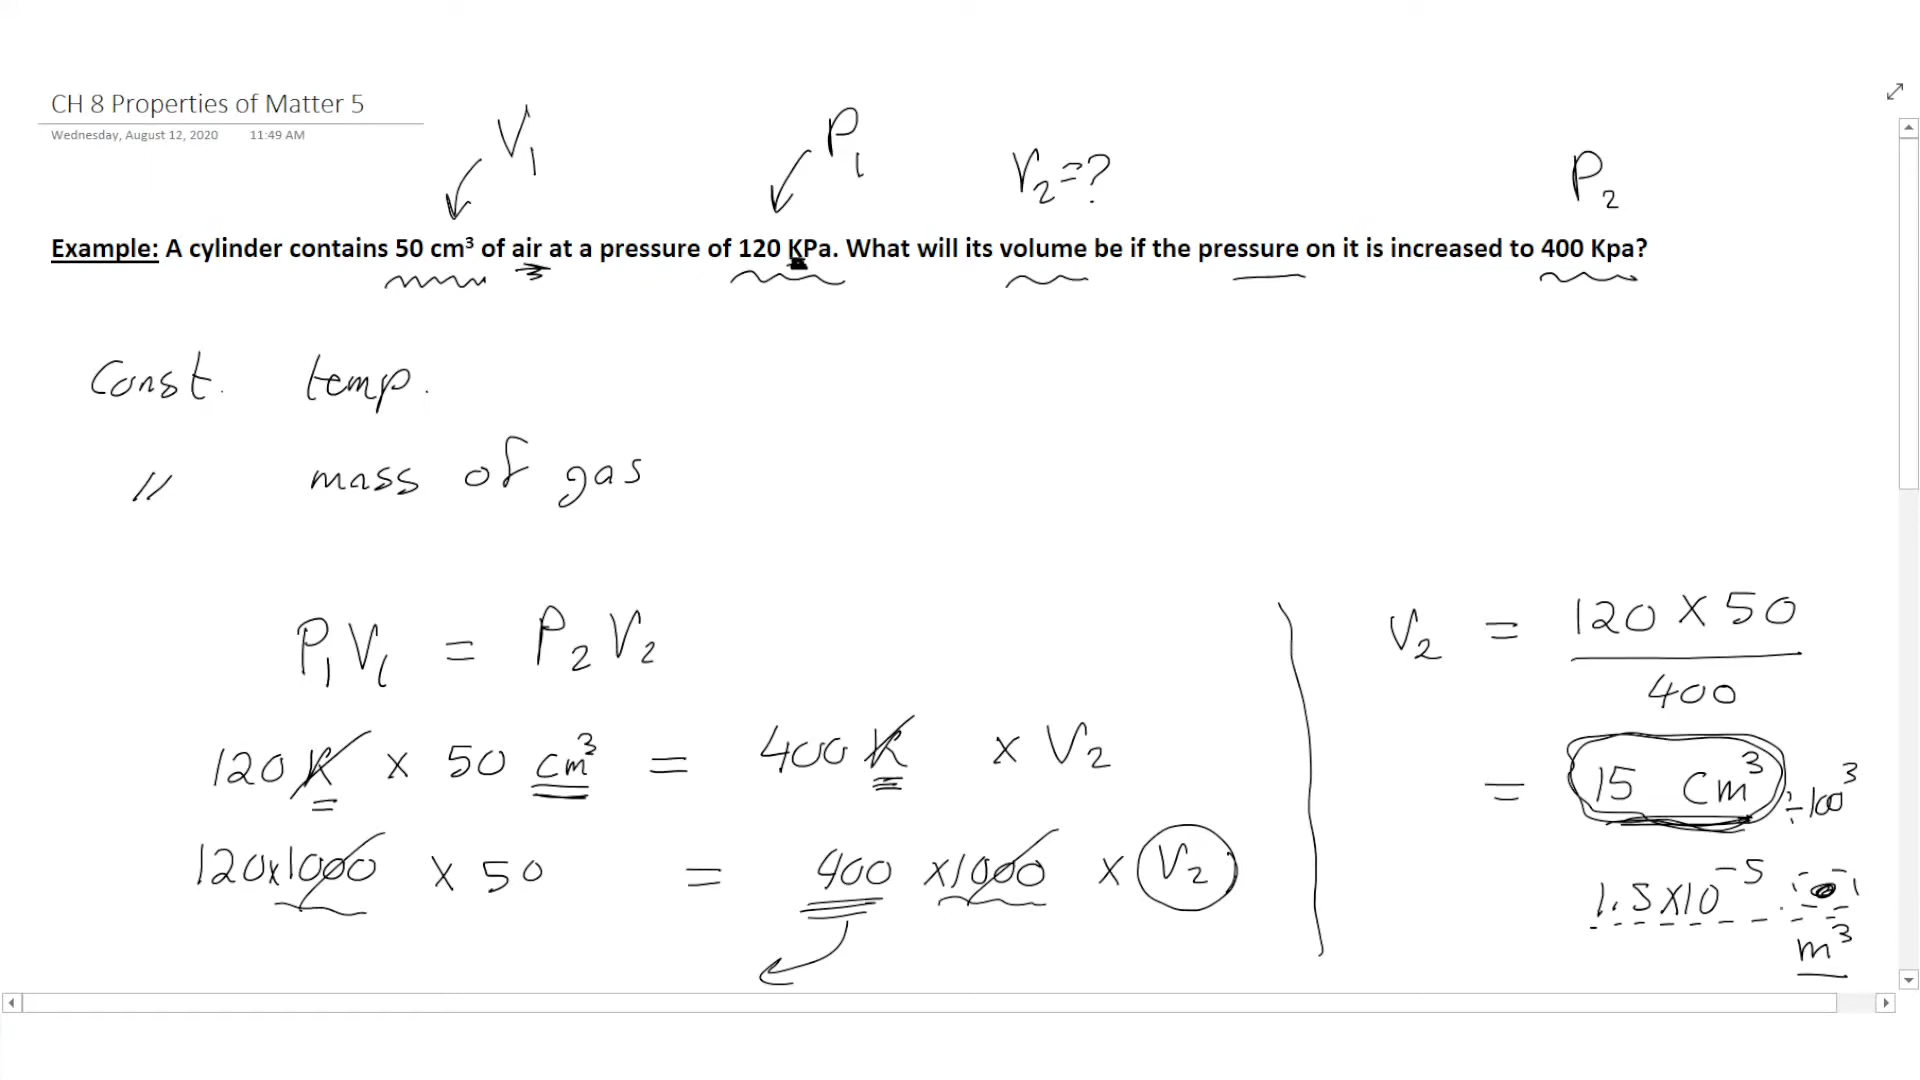 CH 8 Properties of Matter 5
Wednesday, August 12, 2020 11:49 AM
V₁ P₁ V₂ = ? P₂
Example: A cylinder contains 50 cm³ of air at a pressure of 120 KPa. What will its volume be if the pressure on it is increased to 400 Kpa?
Const. temp.
// mass of gas
P₁V₁ = P₂V₂
120 K x 50 cm³ = 400 K x V₂
120x1000 x 50 = 400 x1000 x V₂
V₂ = 120 X 50
400
= 15 cm³ ÷100³
1.5X10⁻⁵
m³